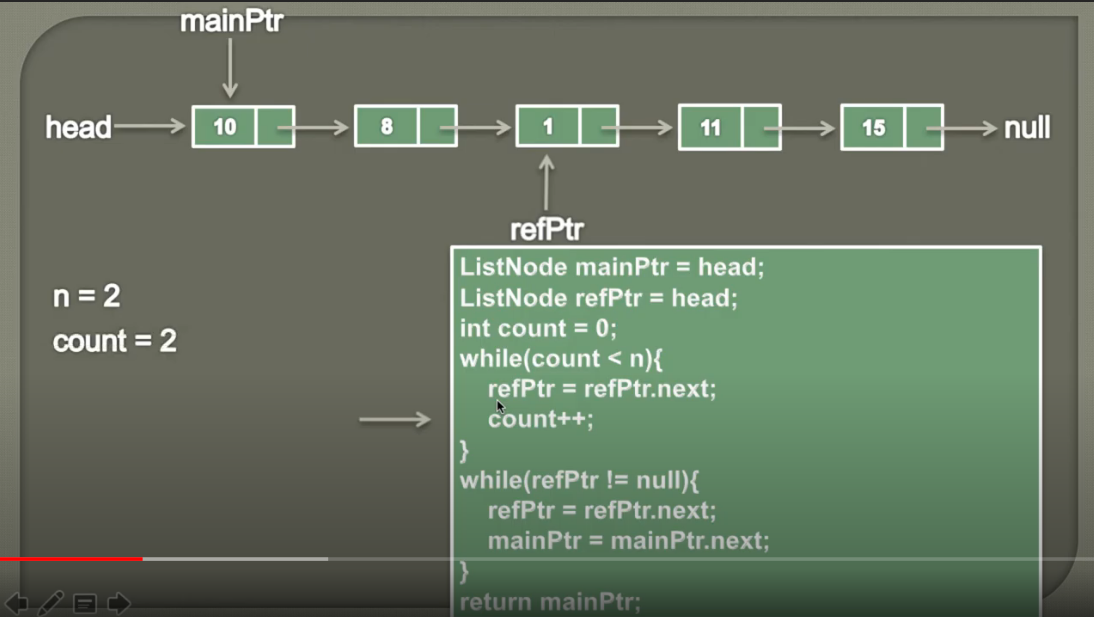 mainPtr
head 10 8 1 11 15 null
refPtr
n = 2
count = 2
ListNode mainPtr = head;
ListNode refPtr = head;
int count = 0;
while(count < n){
refPtr = refPtr.next;
count++;
}
while(refPtr != null){
refPtr = refPtr.next;
mainPtr = mainPtr.next;
}
return mainPtr;